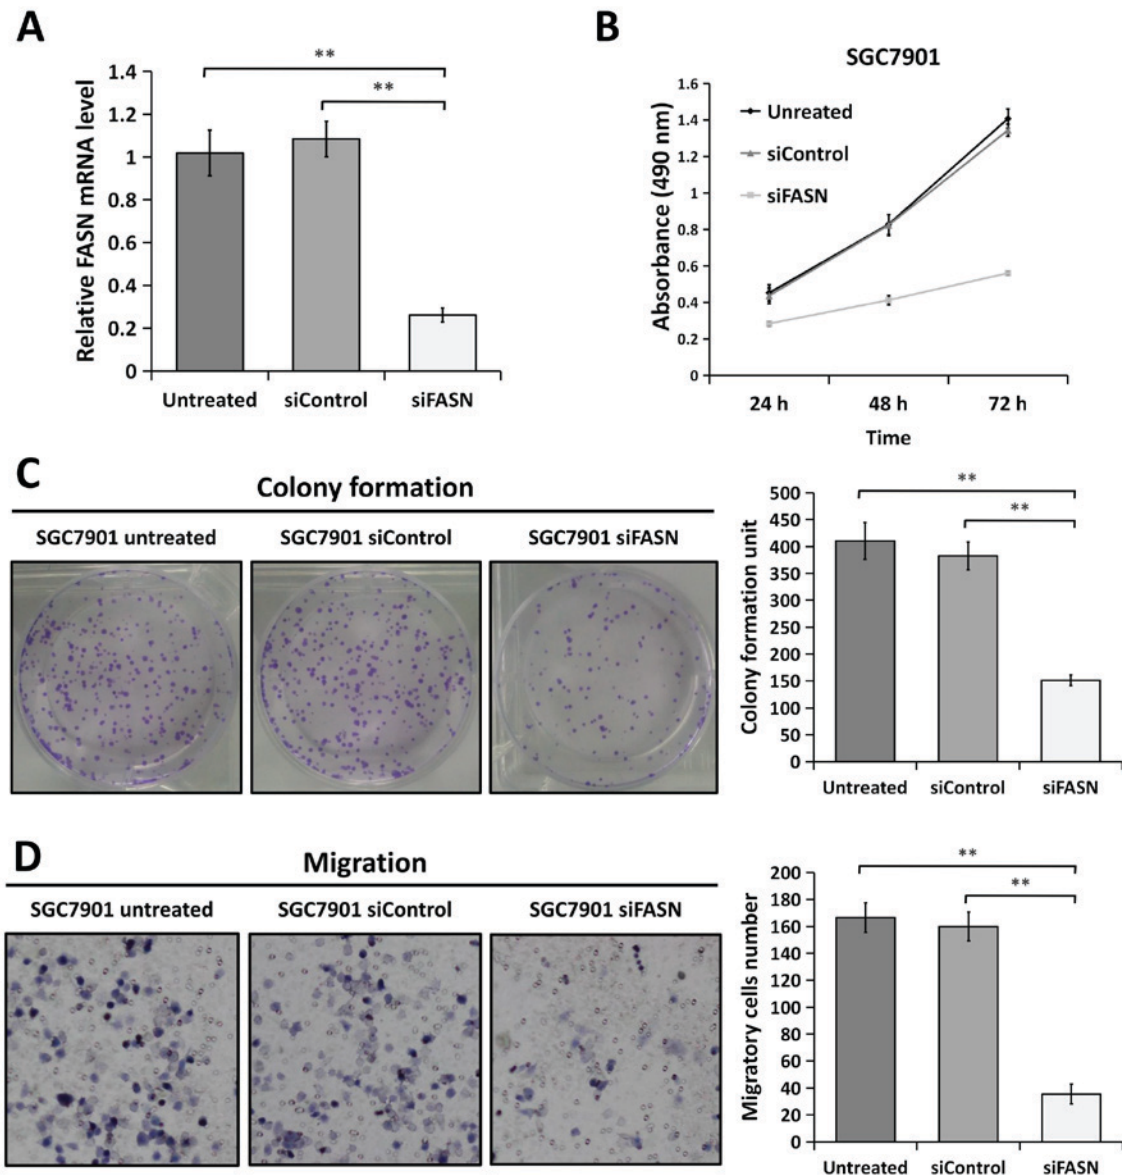 A
**
**
Relative FASN mRNA level
1.4
1.2
1
0.8
0.6
0.4
0.2
0
Untreated siControl siFASN
B
SGC7901
Absorbance (490 nm)
1.6
1.4
1.2
1
0.8
0.6
0.4
0.2
0
Unreated
siControl
siFASN
24 h 48 h 72 h
Time
C
Colony formation
SGC7901 untreated SGC7901 siControl SGC7901 siFASN
**
**
Colony formation unit
500
450
400
350
300
250
200
150
100
50
0
Untreated siControl siFASN
D
Migration
SGC7901 untreated SGC7901 siControl SGC7901 siFASN
**
**
Migratory cells number
200
180
160
140
120
100
80
60
40
20
0
Untreated siControl siFASN